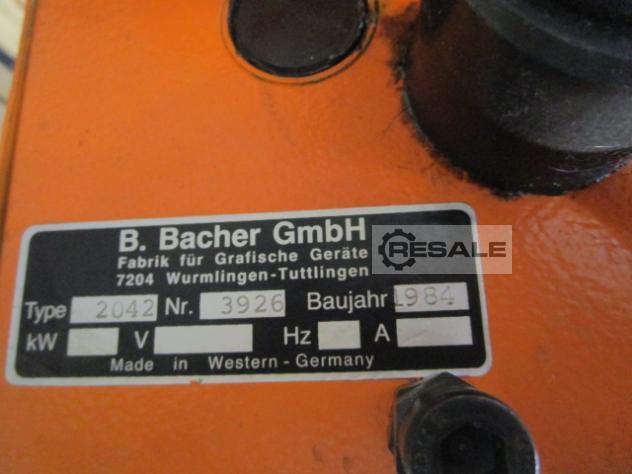 B. Bacher GmbH
Fabrik für Grafische Geräte
7204 Wurmlingen-Tuttlingen
RESALE
Type 2042 Nr. 3926 Baujahr 1984
kW V Hz A
Made in Western-Germany